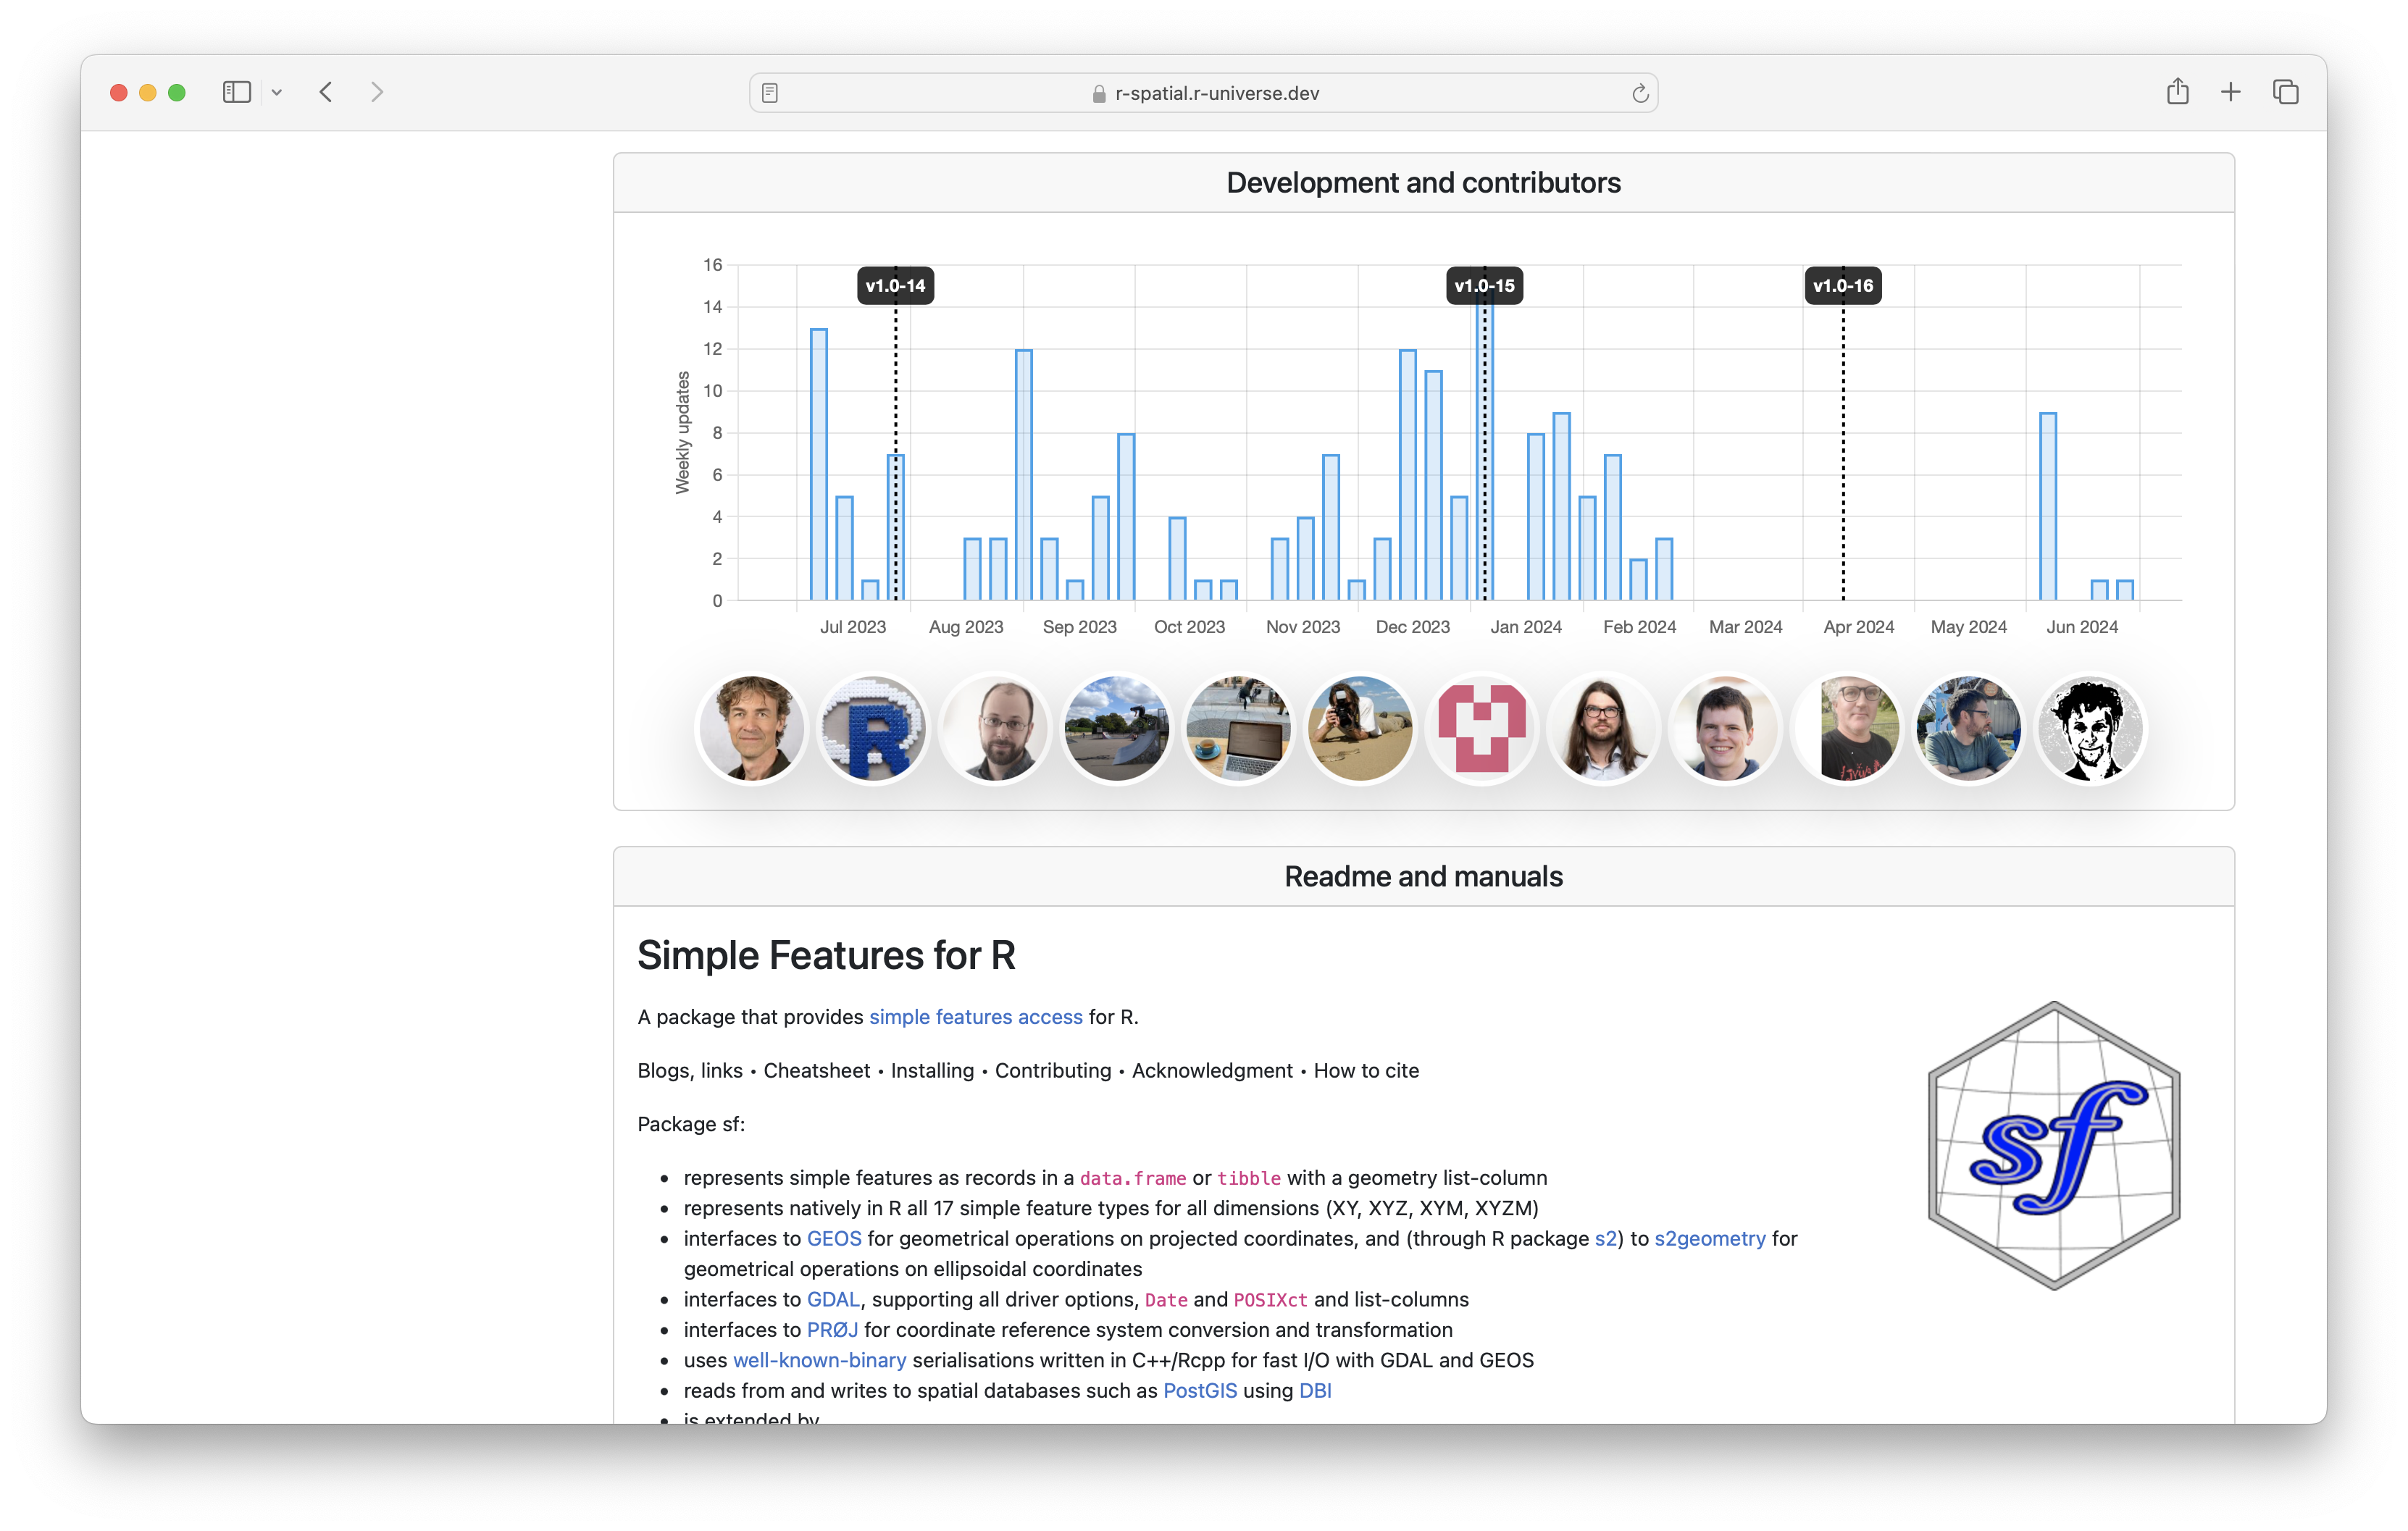 r-spatial.r-universe.dev
Development and contributors
Weekly updates
16
14
12
10
8
6
4
2
0
v1.0-14
v1.0-15
v1.0-16
Jul 2023
Aug 2023
Sep 2023
Oct 2023
Nov 2023
Dec 2023
Jan 2024
Feb 2024
Mar 2024
Apr 2024
May 2024
Jun 2024
R
Readme and manuals
Simple Features for R
A package that provides simple features access for R.
Blogs, links • Cheatsheet • Installing • Contributing • Acknowledgment • How to cite
Package sf:
• represents simple features as records in a data.frame or tibble with a geometry list-column
• represents natively in R all 17 simple feature types for all dimensions (XY, XYZ, XYM, XYZM)
• interfaces to GEOS for geometrical operations on projected coordinates, and (through R package s2) to s2geometry for
geometrical operations on ellipsoidal coordinates
• interfaces to GDAL, supporting all driver options, Date and POSIXct and list-columns
• interfaces to PRØJ for coordinate reference system conversion and transformation
• uses well-known-binary serialisations written in C++/Rcpp for fast I/O with GDAL and GEOS
• reads from and writes to spatial databases such as PostGIS using DBI
• is extended by
sf